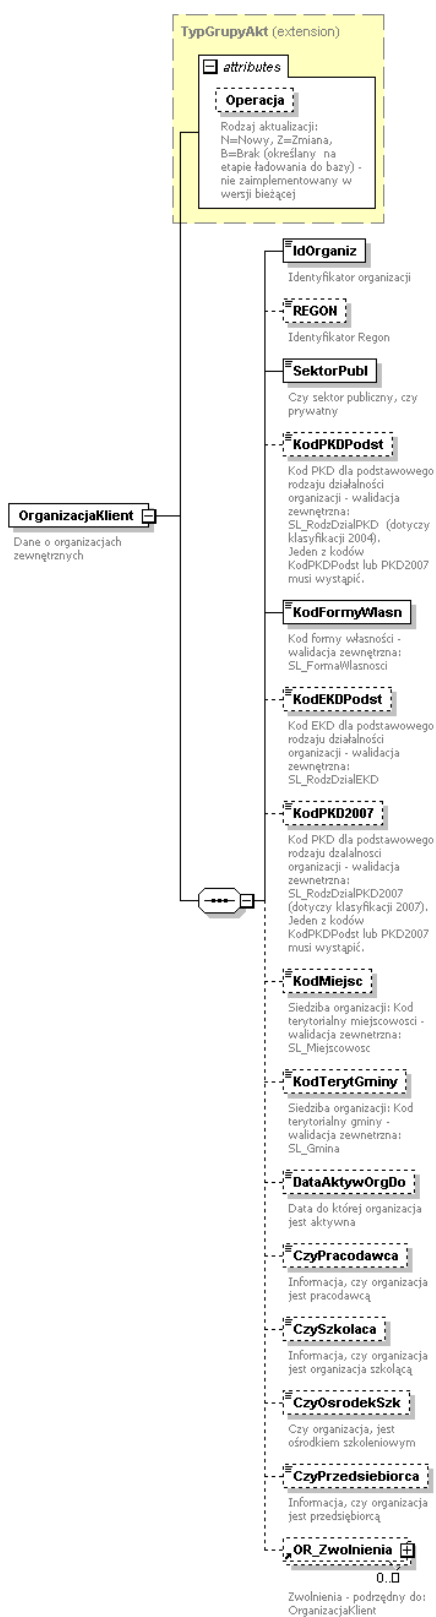 TypGrupyAkt (extension)
attributes
Operacja
Rodzaj aktualizacji:
N=Nowy, Z=Zmiana,
B=Brak (określany na
etapie ładowania do bazy) -
nie zaimplementowany w
wersji bieżącej
IdOrganiz
Identyfikator organizacji
REGON
Identyfikator Regon
SektorPubl
Czy sektor publiczny, czy
prywatny
KodPKDPodst
Kod PKD dla podstawowego
rodzaju działalności
organizacji - walidacja
zewnętrzna:
SL_RodzDzialPKD (dotyczy
klasyfikacji 2004).
Jeden z kodów
KodPKDPodst lub PKD2007
musi wystąpić.
OrganizacjaKlient
Dane o organizacjach
zewnętrznych
KodFormyWlasn
Kod formy własności -
walidacja zewnętrzna:
SL_FormaWlasnosci
KodEKDPodst
Kod EKD dla podstawowego
rodzaju działalności
organizacji - walidacja
zewnętrzna:
SL_RodzDzialEKD
KodPKD2007
Kod PKD dla podstawowego
rodzaju dzalalnosci
organizacji - walidacja
zewnetrzna:
SL_RodzDzialPKD2007
(dotyczy klasyfikacji 2007).
Jeden z kodów
KodPKDPodst lub PKD2007
musi wystąpić.
KodMiejsc
Siedziba organizacji: Kod
terytorialny miejscowosci -
walidacja zewnetrzna:
SL_Miejscowosc
KodTerytGminy
Siedziba organizacji: Kod
terytorialny gminy -
walidacja zewnetrzna:
SL_Gmina
DataAktywOrgDo
Data do której organizacja
jest aktywna
CzyPracodawca
Informacja, czy organizacja
jest pracodawcą
CzySzkolaca
Informacja, czy organizacja
jest organizacja szkolącą
CzyOsrodekSzk
Czy organizacja, jest
ośrodkiem szkoleniowym
CzyPrzedsiebiorca
Informacja, czy organizacja
jest przedsiębiorcą
OR_Zwolnienia
0..□
Zwolnienia - podrzędny do:
OrganizacjaKlient